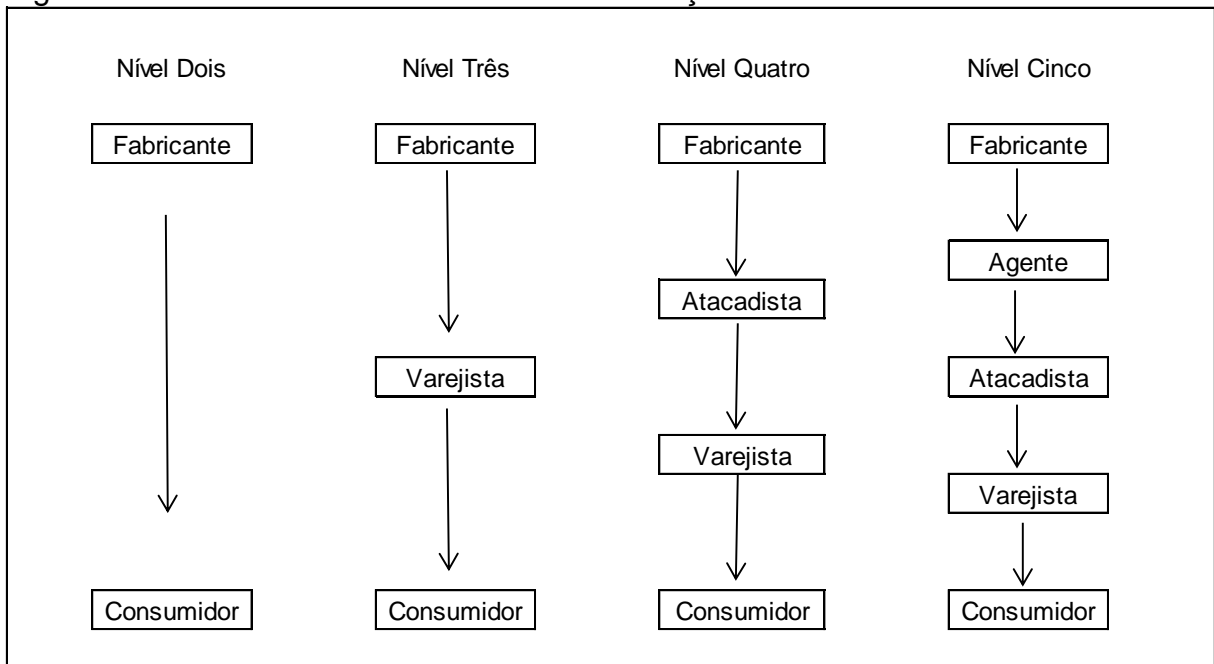 Nível Dois
Nível Três
Nível Quatro
Nível Cinco
Fabricante
Fabricante
Fabricante
Fabricante
Agente
Atacadista
Varejista
Atacadista
Varejista
Varejista
Consumidor
Consumidor
Consumidor
Consumidor